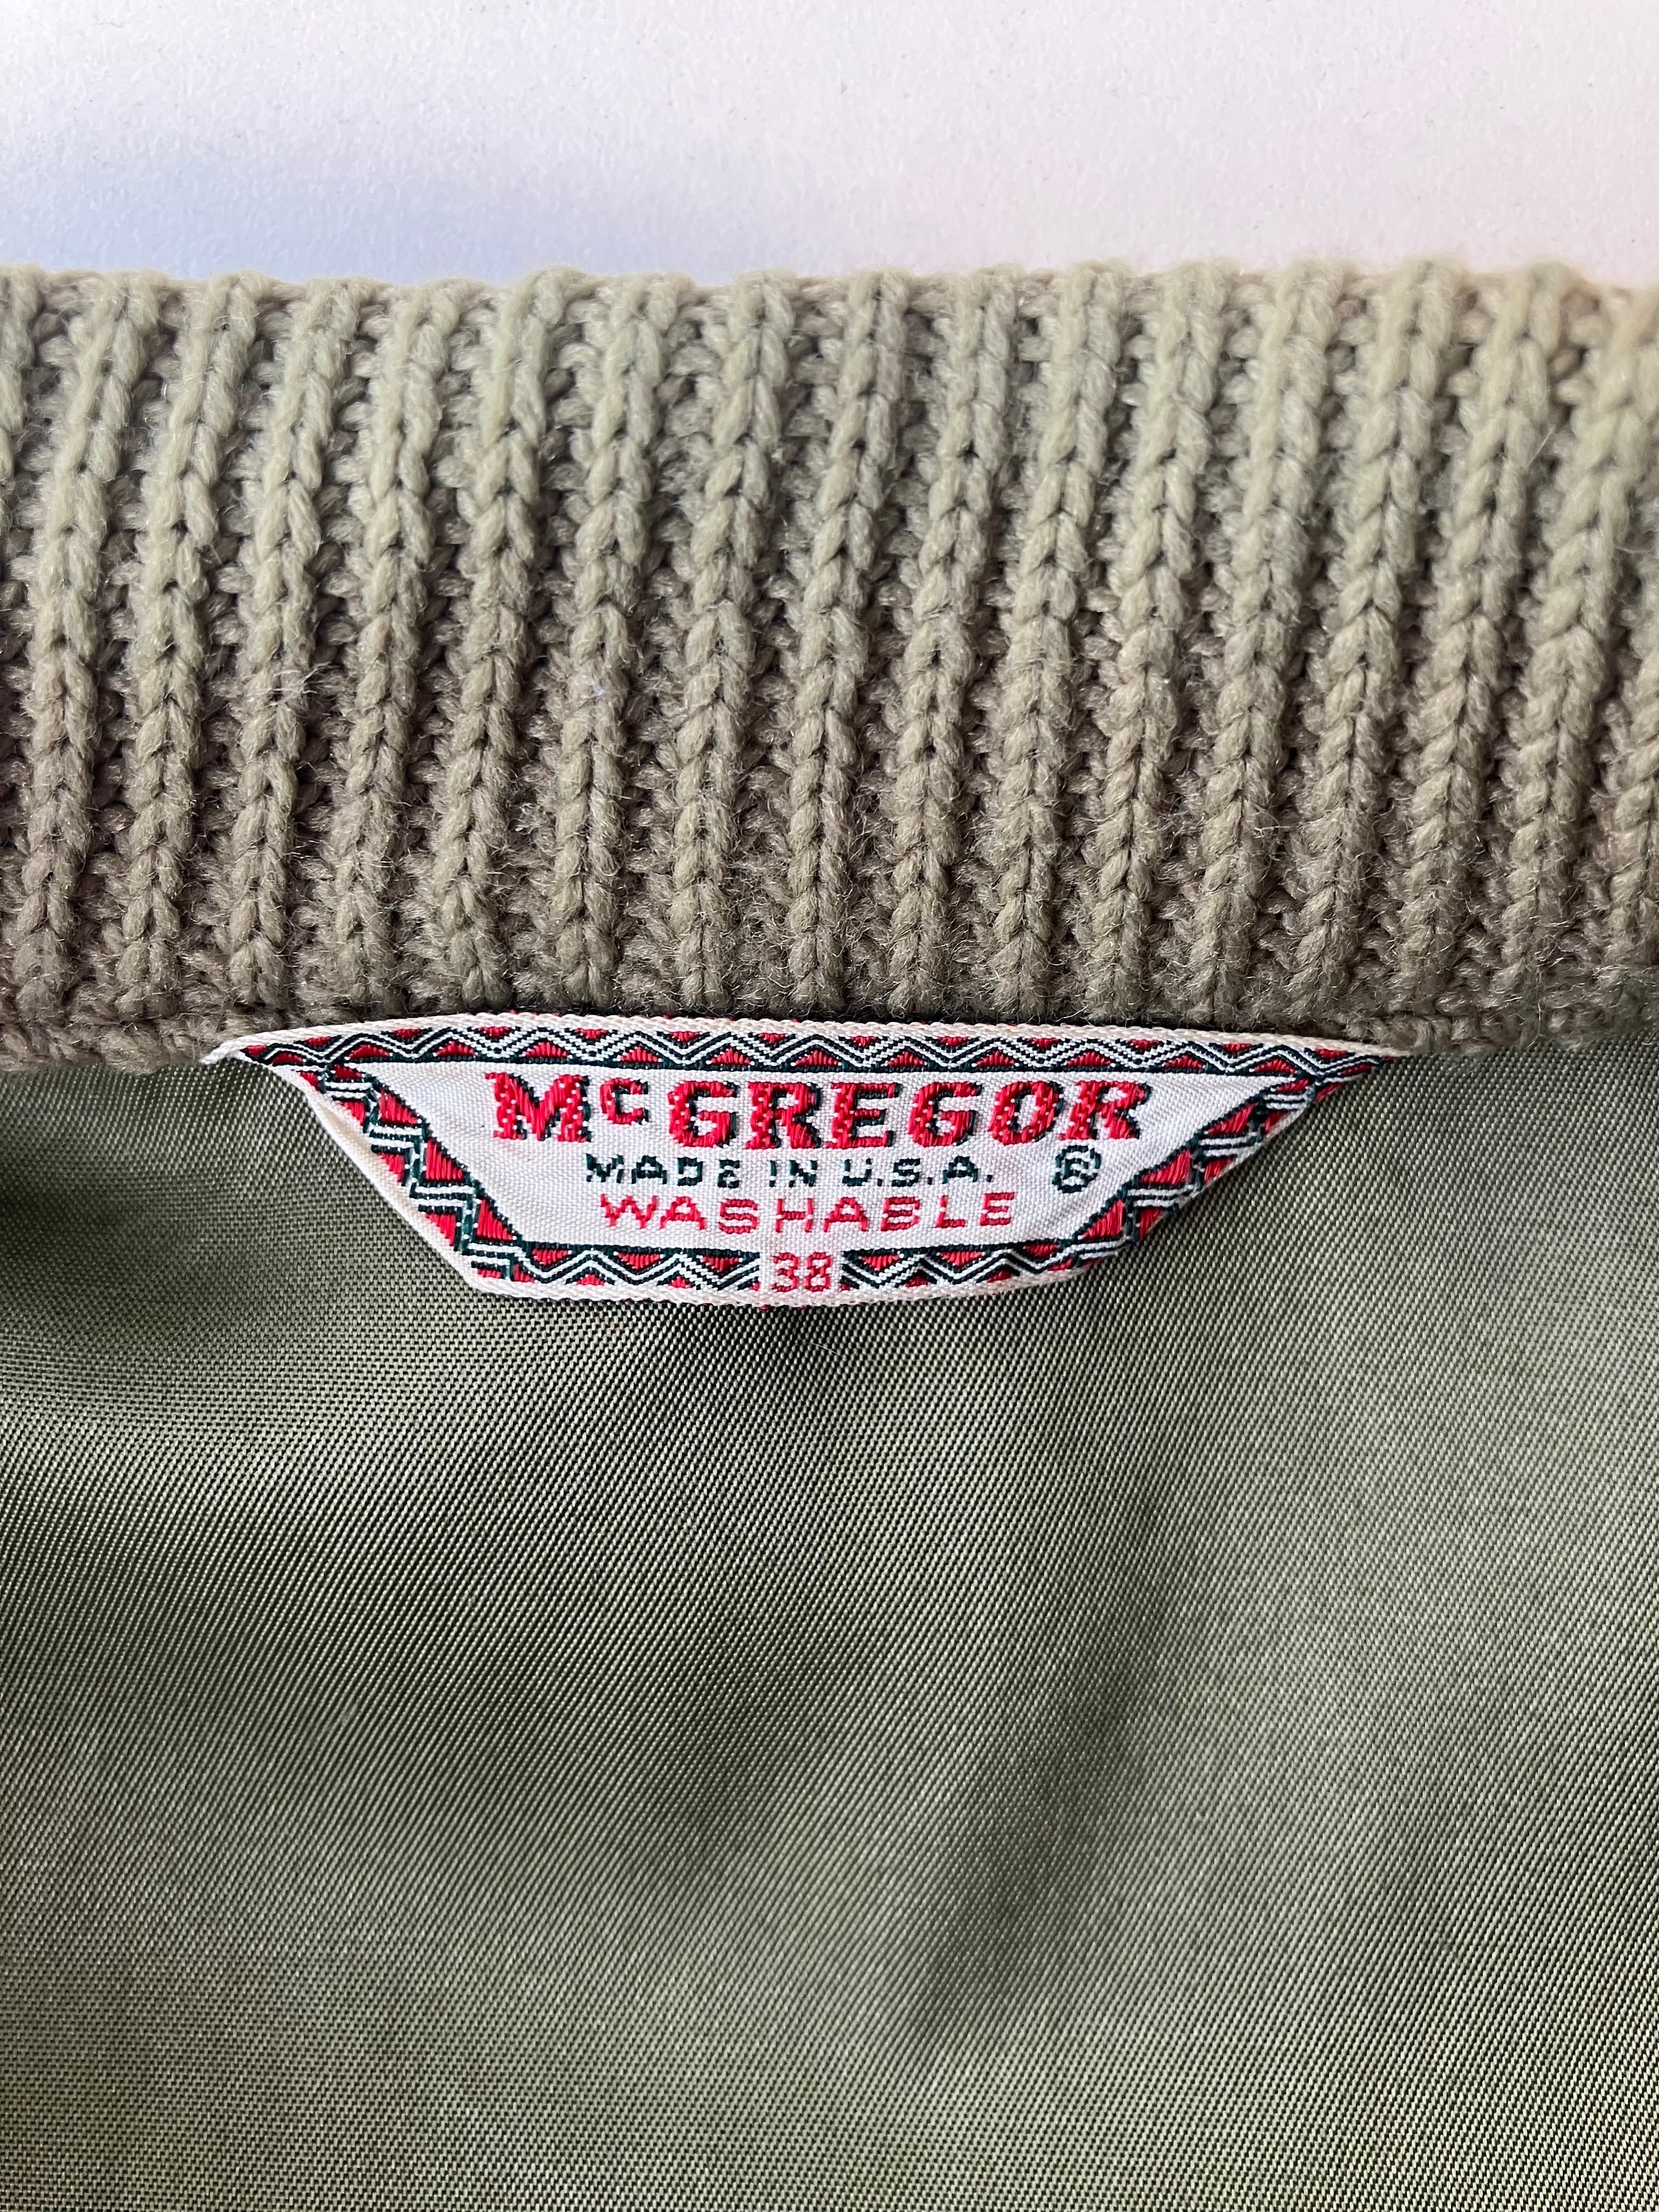 McGREGOR
MADE IN U.S.A. ®
WASHABLE
38